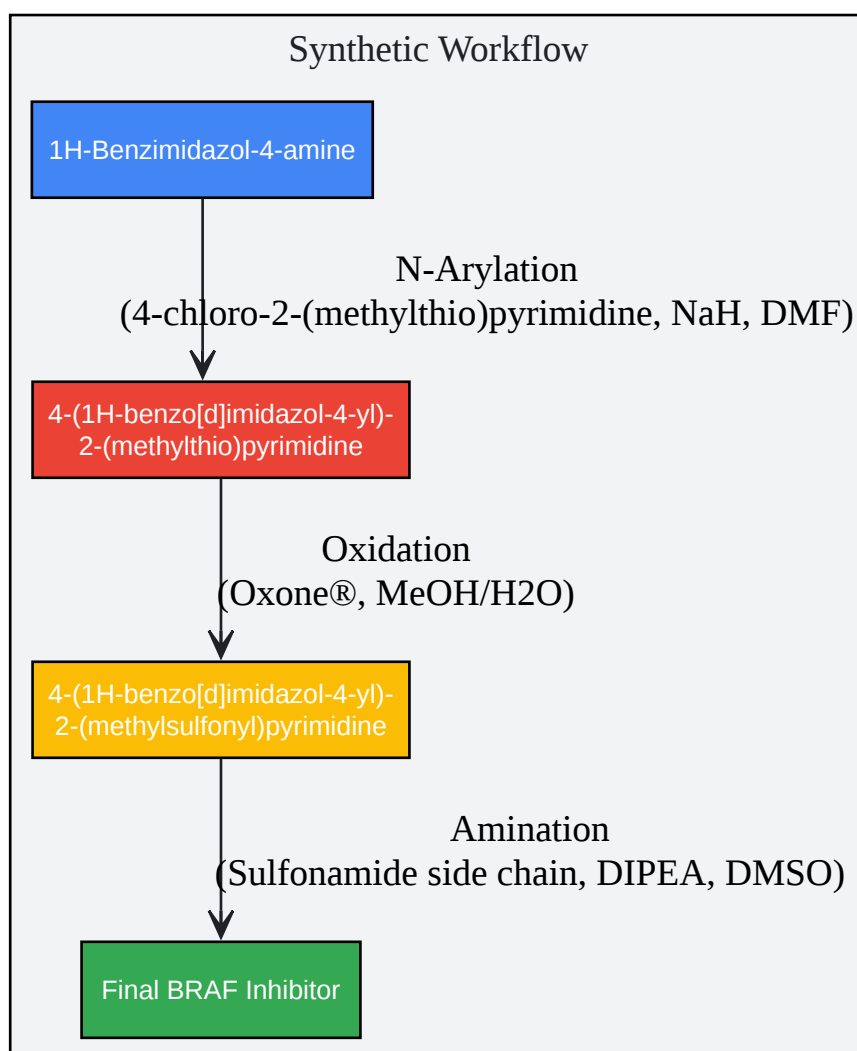 Synthetic Workflow
1H-Benzimidazol-4-amine
N-Arylation
(4-chloro-2-(methylthio)pyrimidine, NaH, DMF)
4-(1H-benzo[d]imidazol-4-yl)-
2-(methylthio)pyrimidine
Oxidation
(Oxone®, MeOH/H2O)
4-(1H-benzo[d]imidazol-4-yl)-
2-(methylsulfonyl)pyrimidine
Amination
(Sulfonamide side chain, DIPEA, DMSO)
Final BRAF Inhibitor